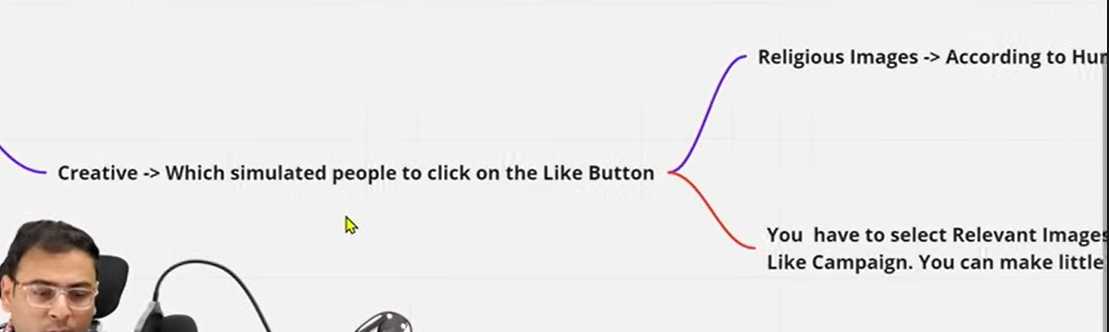 Religious Images -> According to
Creative -> Which simulated people to click on the Like Button
You have to select Relevant Images
Like Campaign. You can make little